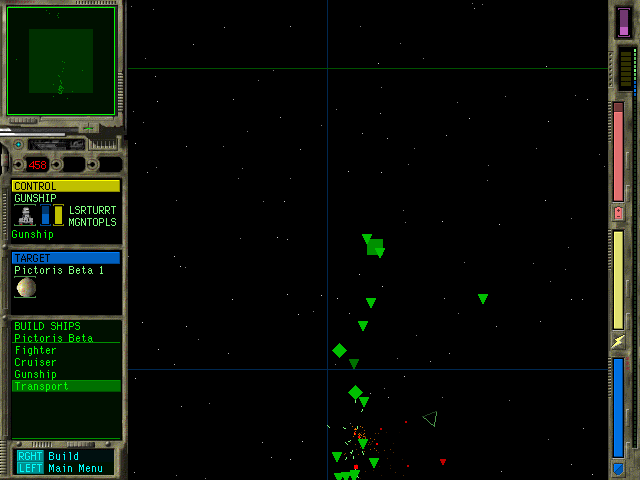 458
CONTROL
GUNSHIP
LSRTURRT
MGNTOPLS
Gunship
TARGET
Pictoris Beta 1
BUILD SHIPS
Pictoris Beta
Fighter
Cruiser
Gunship
Transport
RGHT Build
LEFT Main Menu